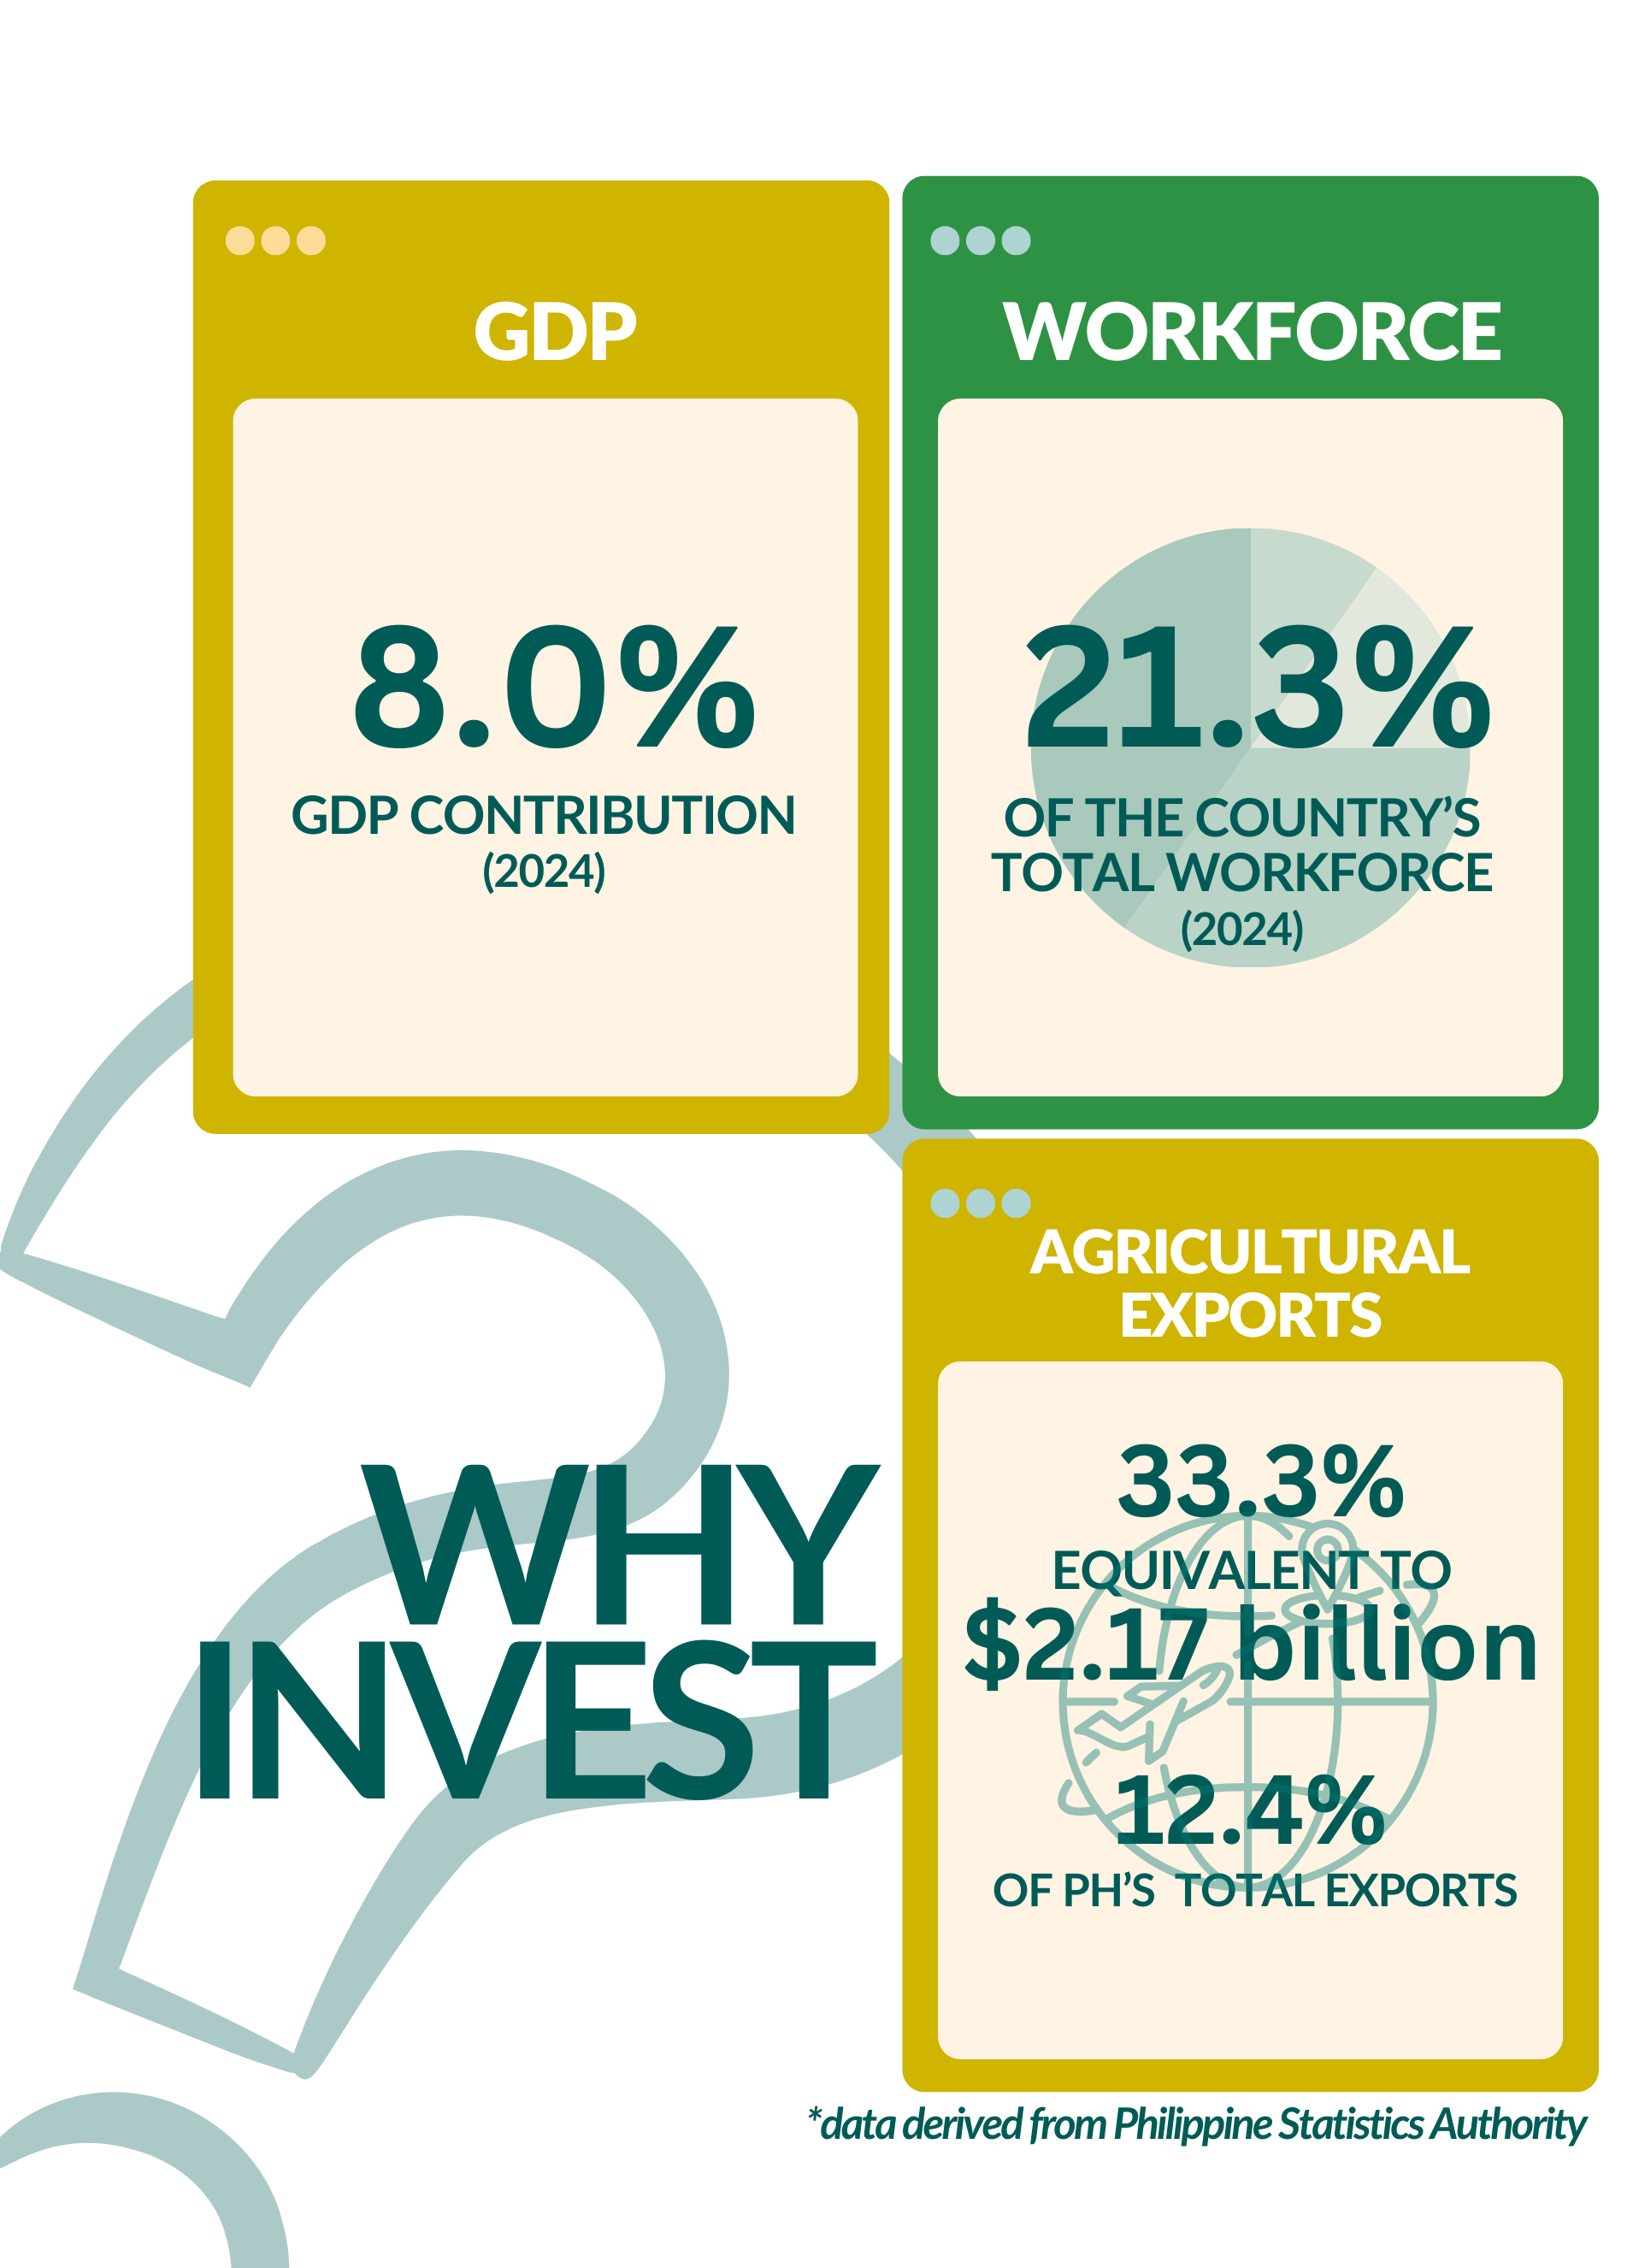 GDP
8.0%
GDP CONTRIBUTION
(2024)
WORKFORCE
21.3%
OF THE COUNTRY’S
TOTAL WORKFORCE
(2024)
AGRICULTURAL
EXPORTS
33.3%
EQUIVALENT TO
$2.17 billion
12.4%
OF PH’S TOTAL EXPORTS
WHY
INVEST
*data derived from Philippine Statistics Authority